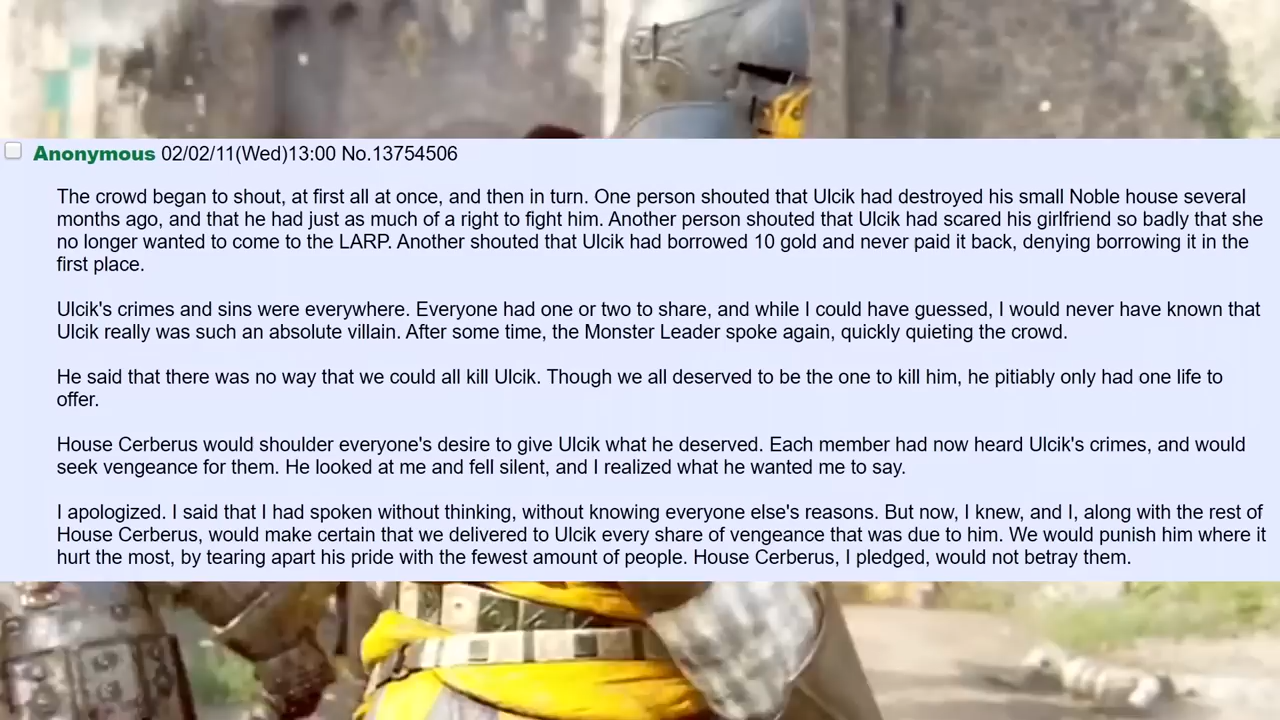 Anonymous 02/02/11(Wed)13:00 No.13754506
The crowd began to shout, at first all at once, and then in turn. One person shouted that Ulcik had destroyed his small Noble house several
months ago, and that he had just as much of a right to fight him. Another person shouted that Ulcik had scared his girlfriend so badly that she
no longer wanted to come to the LARP. Another shouted that Ulcik had borrowed 10 gold and never paid it back, denying borrowing it in the
first place.
Ulcik's crimes and sins were everywhere. Everyone had one or two to share, and while I could have guessed, I would never have known that
Ulcik really was such an absolute villain. After some time, the Monster Leader spoke again, quickly quieting the crowd.
He said that there was no way that we could all kill Ulcik. Though we all deserved to be the one to kill him, he pitiably only had one life to
offer.
House Cerberus would shoulder everyone's desire to give Ulcik what he deserved. Each member had now heard Ulcik's crimes, and would
seek vengeance for them. He looked at me and fell silent, and I realized what he wanted me to say.
I apologized. I said that I had spoken without thinking, without knowing everyone else's reasons. But now, I knew, and I, along with the rest of
House Cerberus, would make certain that we delivered to Ulcik every share of vengeance that was due to him. We would punish him where it
hurt the most, by tearing apart his pride with the fewest amount of people. House Cerberus, I pledged, would not betray them.